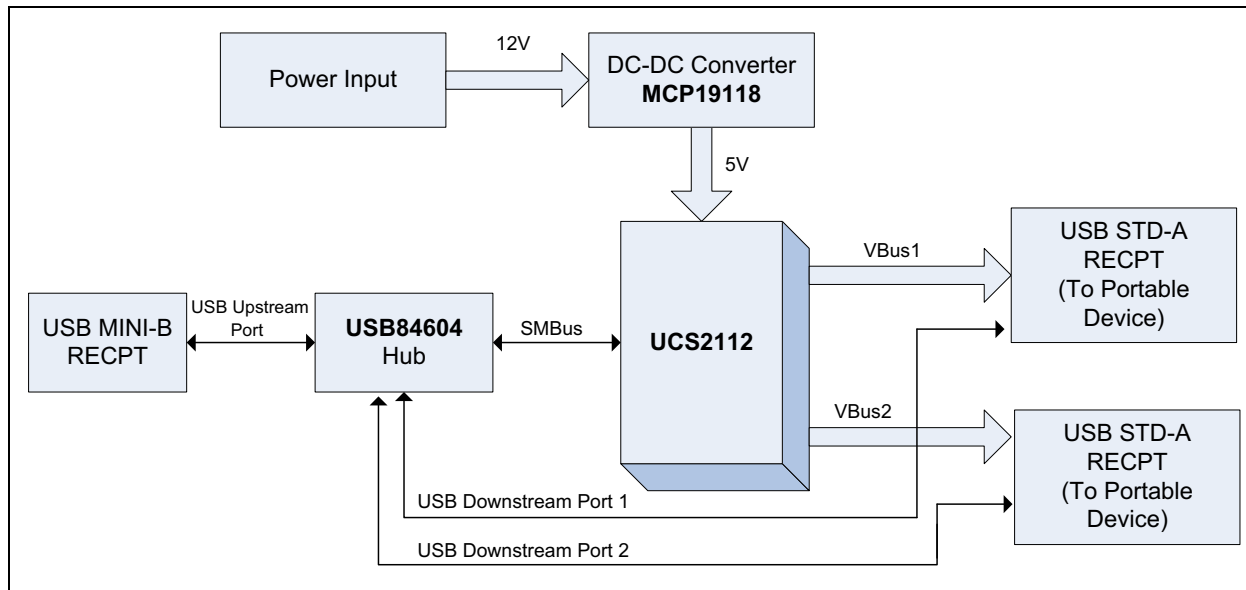 12V
Power Input
DC-DC Converter
MCP19118
5V
USB STD-A
RECPT
(To Portable
Device)
VBus1
USB MINI-B
RECPT
USB Upstream
Port
USB84604
Hub
SMBus
UCS2112
VBus2
USB STD-A
RECPT
(To Portable
Device)
USB Downstream Port 1
USB Downstream Port 2